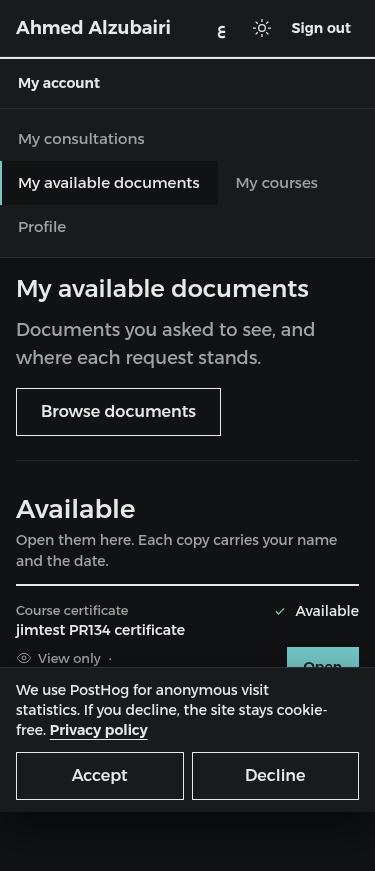 Ahmed Alzubairi
ع
Sign out
My account
My consultations
My available documents
My courses
Profile
My available documents
Documents you asked to see, and
where each request stands.
Browse documents
Available
Open them here. Each copy carries your name
and the date.
Course certificate
Available
jimtest PR134 certificate
View only ·
Open
We use PostHog for anonymous visit
statistics. If you decline, the site stays cookie-
free. Privacy policy
Accept
Decline